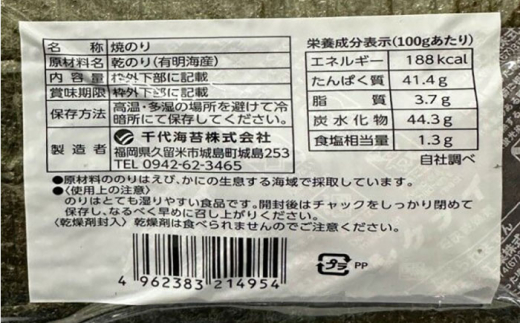 名称 焼のり
原材料名 乾のり(有明海産)
内容量 枠外下部に記載
賞味期限 枠外下部に記載
保存方法 高温・多湿の場所を避けて冷
暗所にて保存してください。
製造者 千代海苔株式会社
福岡県久留米市城島町城島253
TEL 0942-62-3465
栄養成分表示(100gあたり)
エネルギー 188kcal
たんぱく質 41.4g
脂質 3.7g
炭水化物 44.3g
食塩相当量 1.3g
自社調べ
●原材料ののりはえび、かにの生息する海域で採取しています。
●〈使用上の注意〉
のりはとても湿りやすい食品です。開封後はチャックをしっかり閉めて
保存し、なるべく早めに召し上がりください。
〈乾燥剤封入〉乾燥剤は食べられませんのでご注意ください。
4 962383 214954
プラ PP